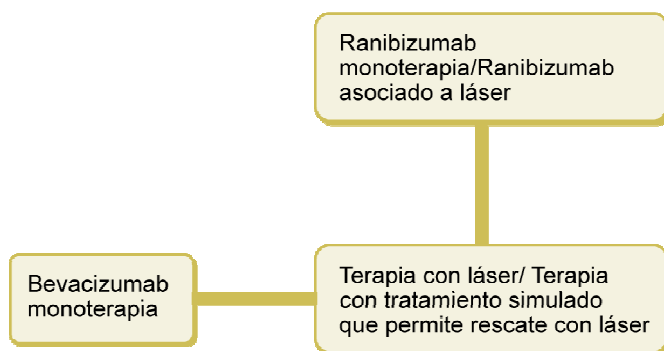 Ranibizumab
monoterapia/Ranibizumab
asociado a láser
Bevacizumab
monoterapia
Terapia con láser/ Terapia
con tratamiento simulado
que permite rescate con láser